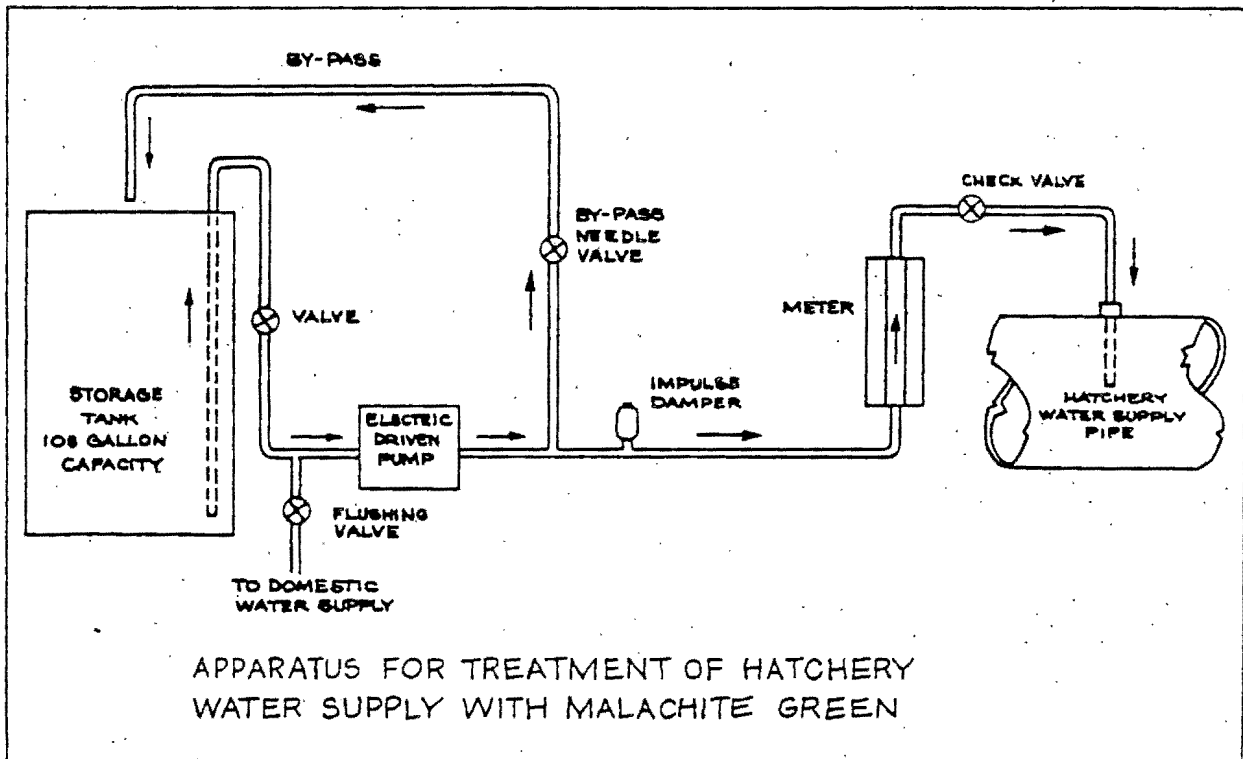 BY-PASS
CHECK VALVE
BY-PASS
NEEDLE
VALVE
VALVE
METER
STORAGE
TANK
108 GALLON
CAPACITY
ELECTRIC
DRIVEN
PUMP
IMPULSE
DAMPER
HATCHERY
WATER SUPPLY
PIPE
FLUSHING
VALVE
TO DOMESTIC
WATER SUPPLY
APPARATUS FOR TREATMENT OF HATCHERY
WATER SUPPLY WITH MALACHITE GREEN